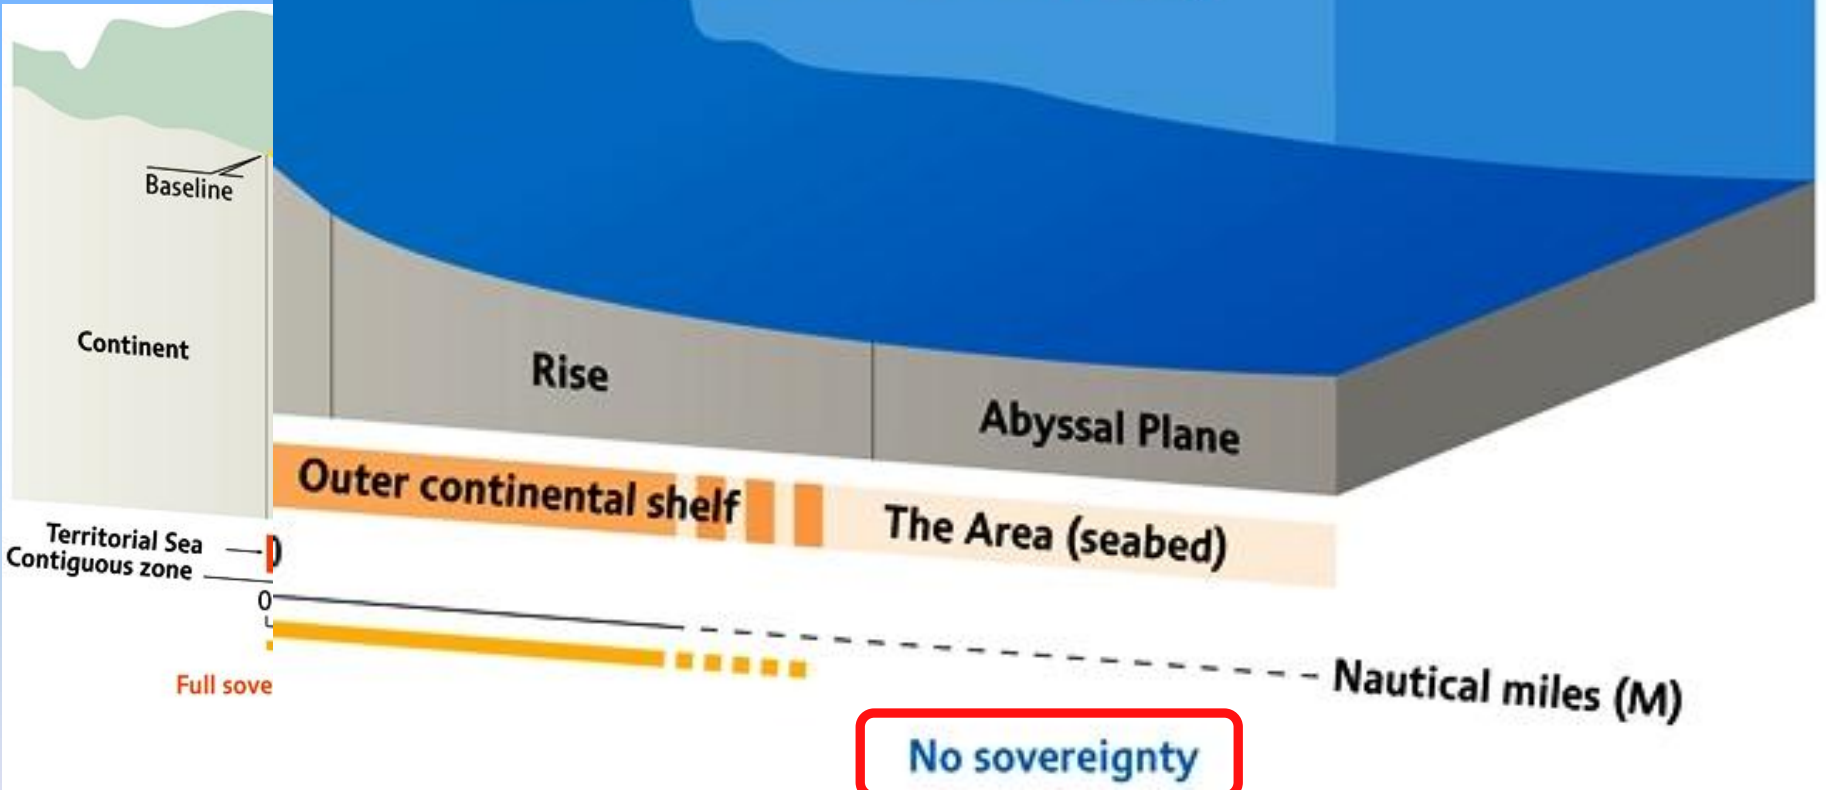 Baseline
Continent
Rise
Abyssal Plane
Outer continental shelf
The Area (seabed)
Territorial Sea
Contiguous zone
0
Nautical miles (M)
Full sove
No sovereignty